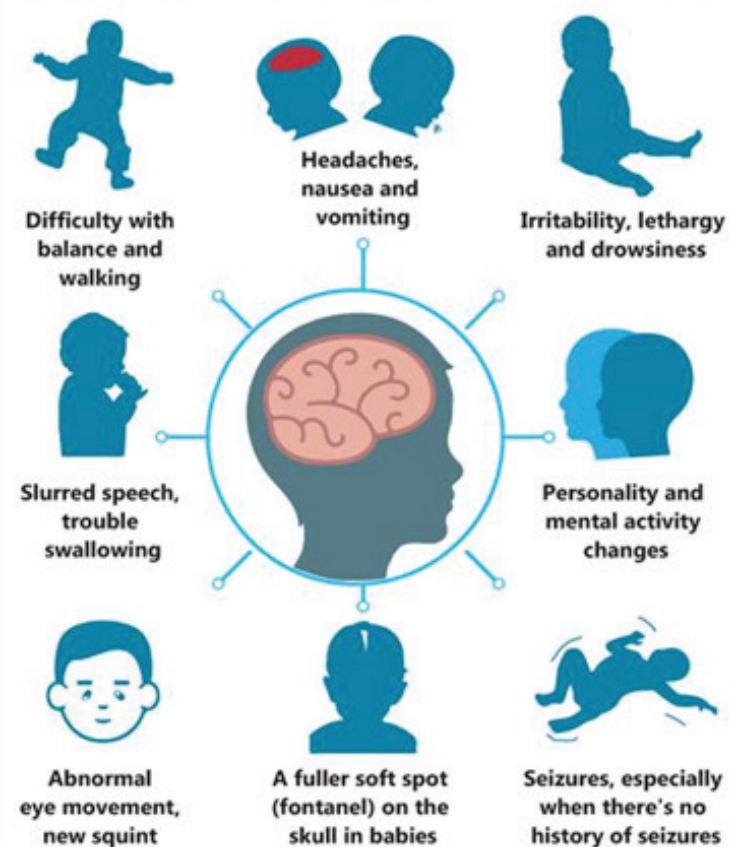 Headaches,
nausea and
vomiting
Difficulty with
balance and
walking
Irritability, lethargy
and drowsiness
Slurred speech,
trouble
swallowing
Personality and
mental activity
changes
Abnormal
eye movement,
new squint
A fuller soft spot
(fontanel) on the
skull in babies
Seizures, especially
when there's no
history of seizures